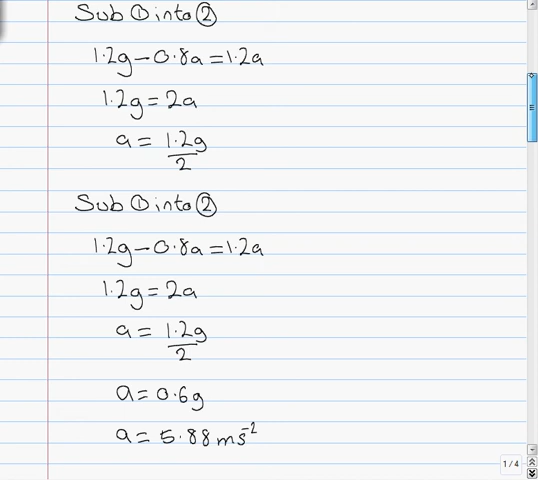 Sub ① into ②
1.2g - 0.8a = 1.2a
1.2g = 2a
a = 1.2g/2
Sub ① into ②
1.2g - 0.8a = 1.2a
1.2g = 2a
a = 1.2g/2
a = 0.6g
a = 5.88 ms⁻²
1/4